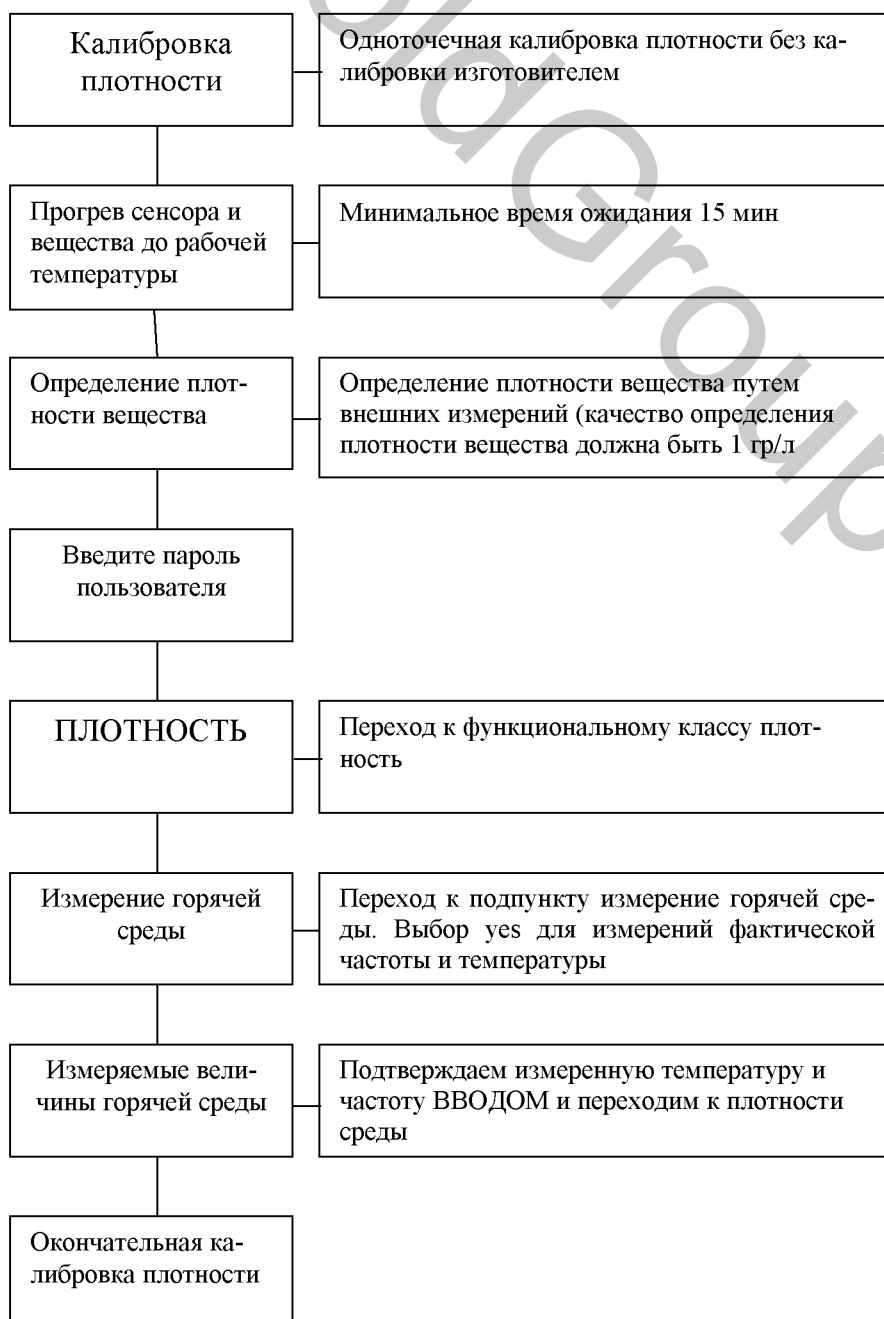 Калибровка
плотности
Одноточечная калибровка плотности без ка-
либровки изготовителем
Прогрев сенсора и
вещества до рабочей
температуры
Минимальное время ожидания 15 мин
Определение плот-
ности вещества
Определение плотности вещества путем
внешних измерений (качество определения
плотности вещества должна быть 1 гр/л
Введите пароль
пользователя
ПЛОТНОСТЬ
Переход к функциональному классу плот-
ность
Измерение горячей
среды
Переход к подпункту измерение горячей сре-
ды. Выбор yes для измерений фактической
частоты и температуры
Измеряемые вели-
чины горячей среды
Подтверждаем измеренную температуру и
частоту ВВОДОМ и переходим к плотности
среды
Окончательная ка-
либровка плотности
oldGroup